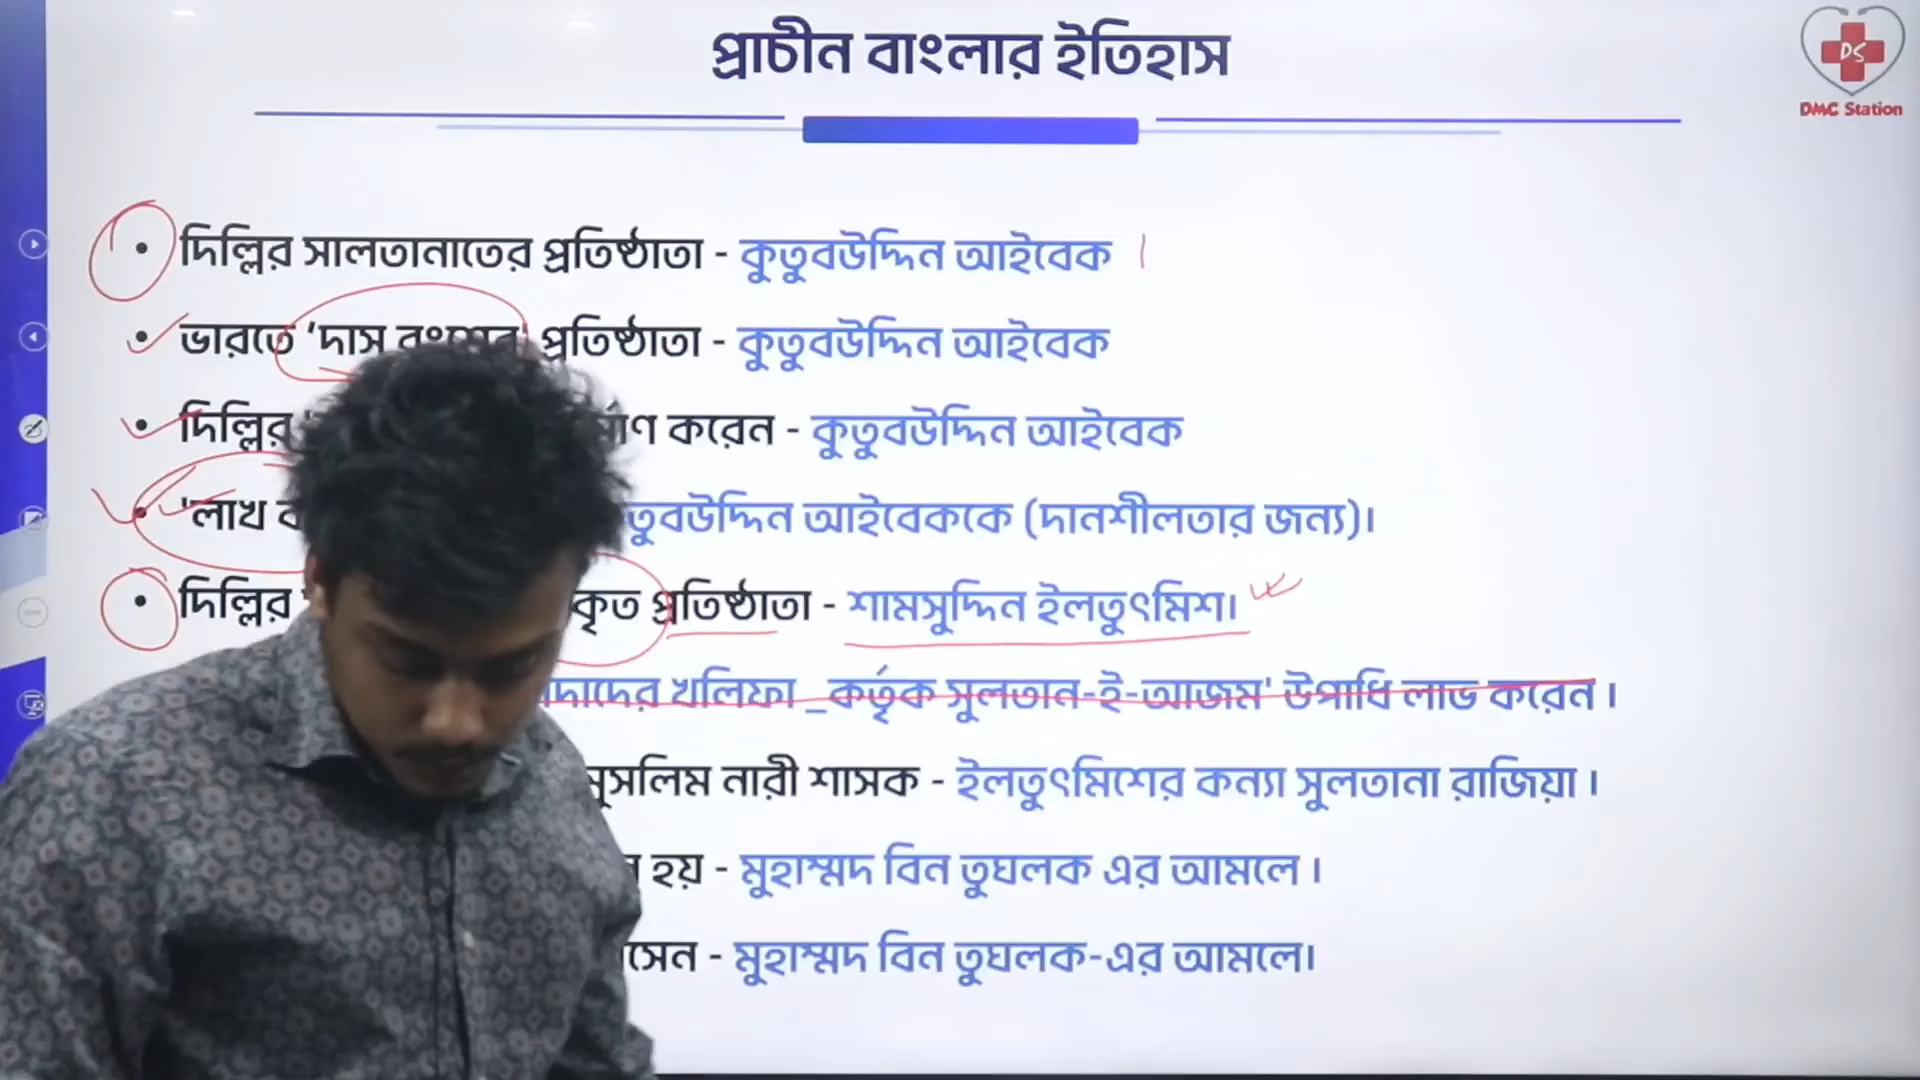 প্রাচীন বাংলার ইতিহাস
DS
DMC Station
• দিল্লির সালতানাতের প্রতিষ্ঠাতা - কুতুবউদ্দিন আইবেক
• ভারতে 'দাস বংশের' প্রতিষ্ঠাতা - কুতুবউদ্দিন আইবেক
• দিল্লির করেন - কুতুবউদ্দিন আইবেক
• 'লাখ আইবেককে (দানশীলতার জন্য)।
• দিল্লির প্রতিষ্ঠাতা - শামসুদ্দিন ইলতুৎমিশ।
খলিফা _কর্তৃক সুলতান-ই-আজম' উপাধি লাভ করেন।
মুসলিম নারী শাসক - ইলতুৎমিশের কন্যা সুলতানা রাজিয়া।
হয় - মুহাম্মদ বিন তুঘলক এর আমলে।
- মুহাম্মদ বিন তুঘলক-এর আমলে।